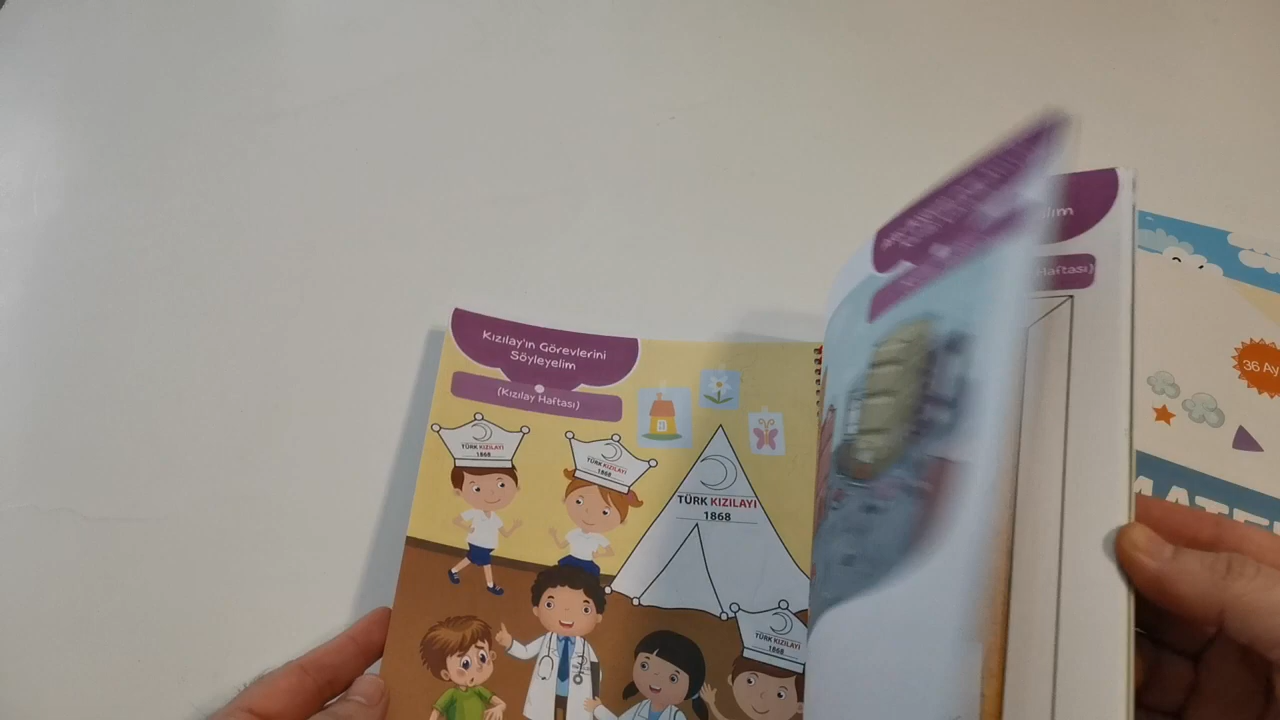 Kızılay'ın Görevlerini
Söyleyelim
(Kızılay Haftası)
TÜRK KIZILAYI
1868
TÜRK KIZILAYI
1868
TÜRK KIZILAYI
1868
TÜRK KIZILAYI
1868
Haftası)
36 Ay